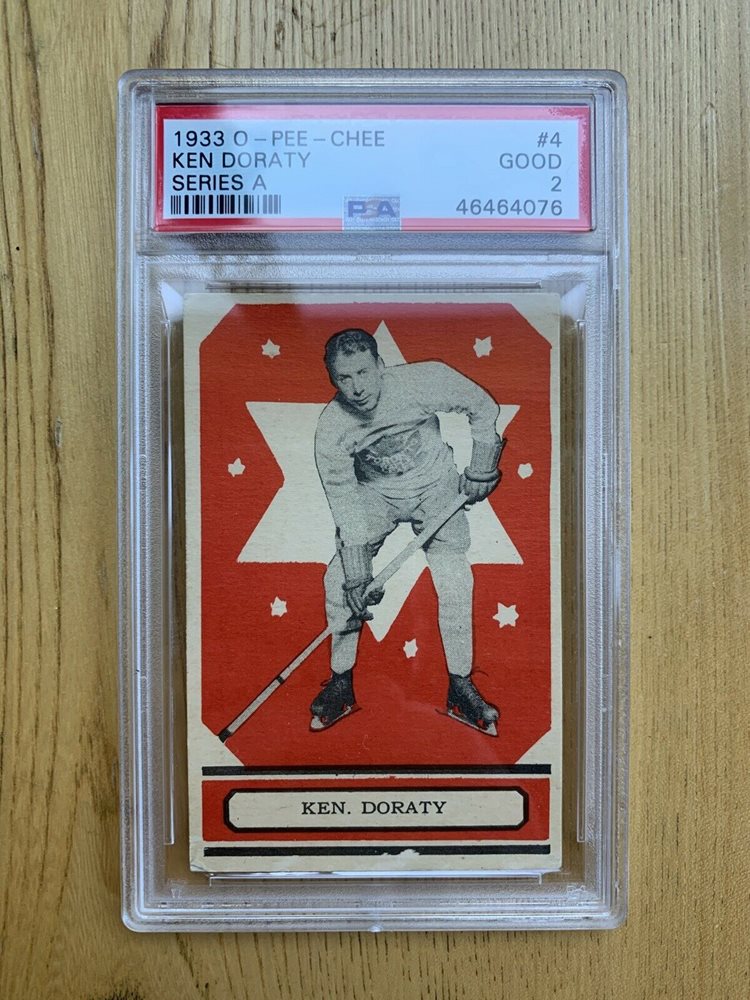 1933 O-PEE-CHEE #4
KEN DORATY GOOD
SERIES A 2
PSA 46464076
KEN. DORATY